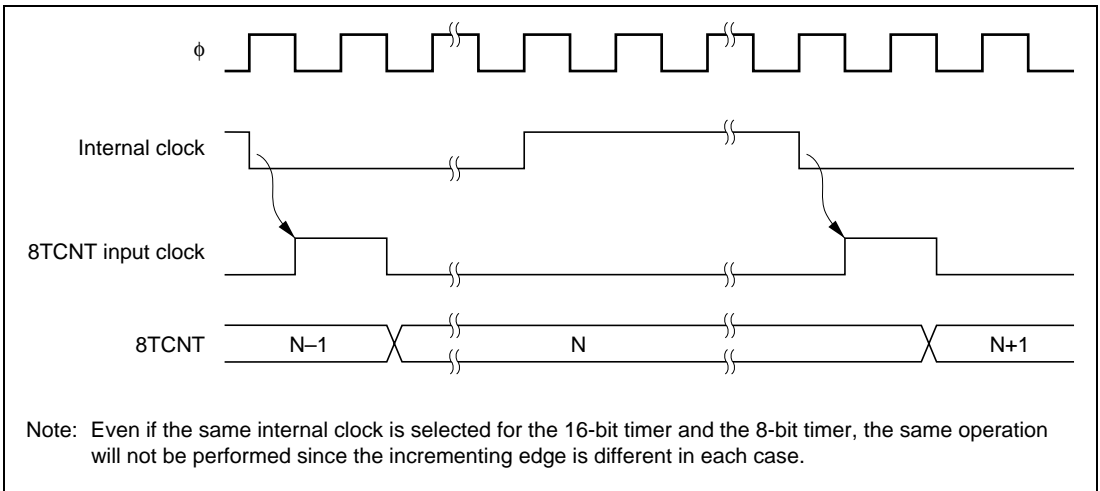 φ
Internal clock
8TCNT input clock
8TCNT
N–1
N
N+1
Note: Even if the same internal clock is selected for the 16-bit timer and the 8-bit timer, the same operation
will not be performed since the incrementing edge is different in each case.